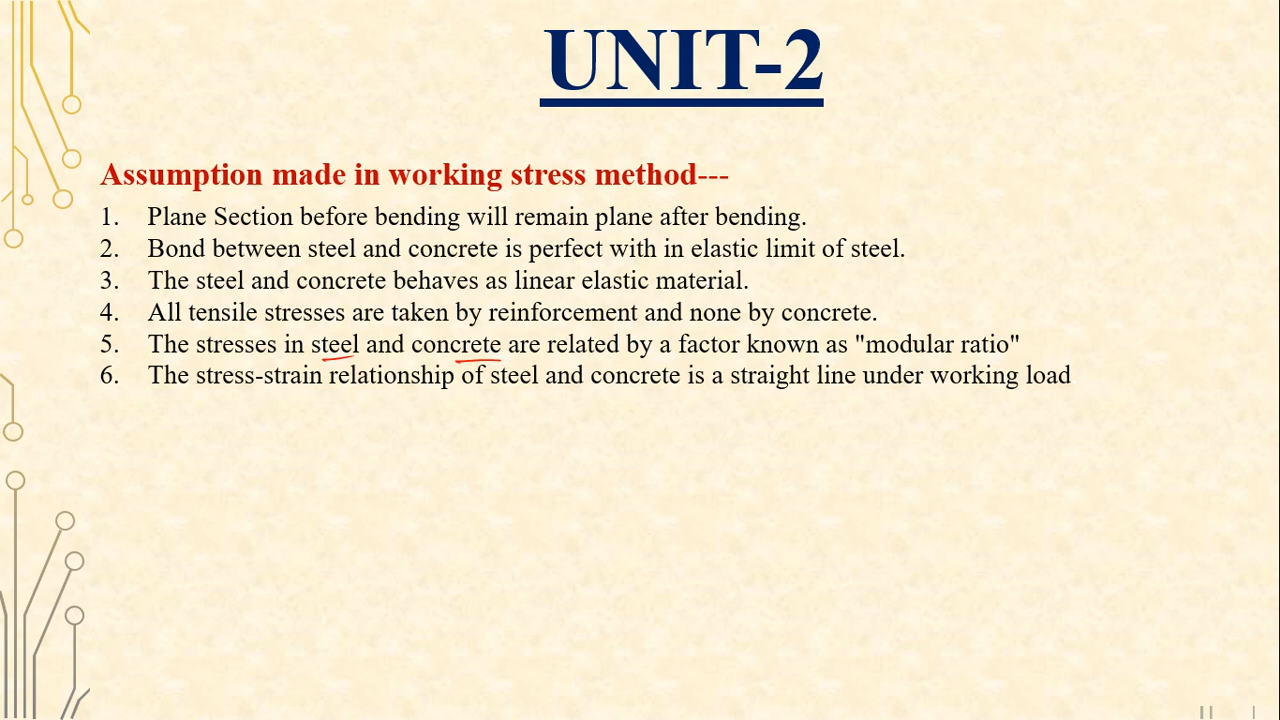 UNIT-2
Assumption made in working stress method---
1. Plane Section before bending will remain plane after bending.
2. Bond between steel and concrete is perfect with in elastic limit of steel.
3. The steel and concrete behaves as linear elastic material.
4. All tensile stresses are taken by reinforcement and none by concrete.
5. The stresses in steel and concrete are related by a factor known as "modular ratio"
6. The stress-strain relationship of steel and concrete is a straight line under working load